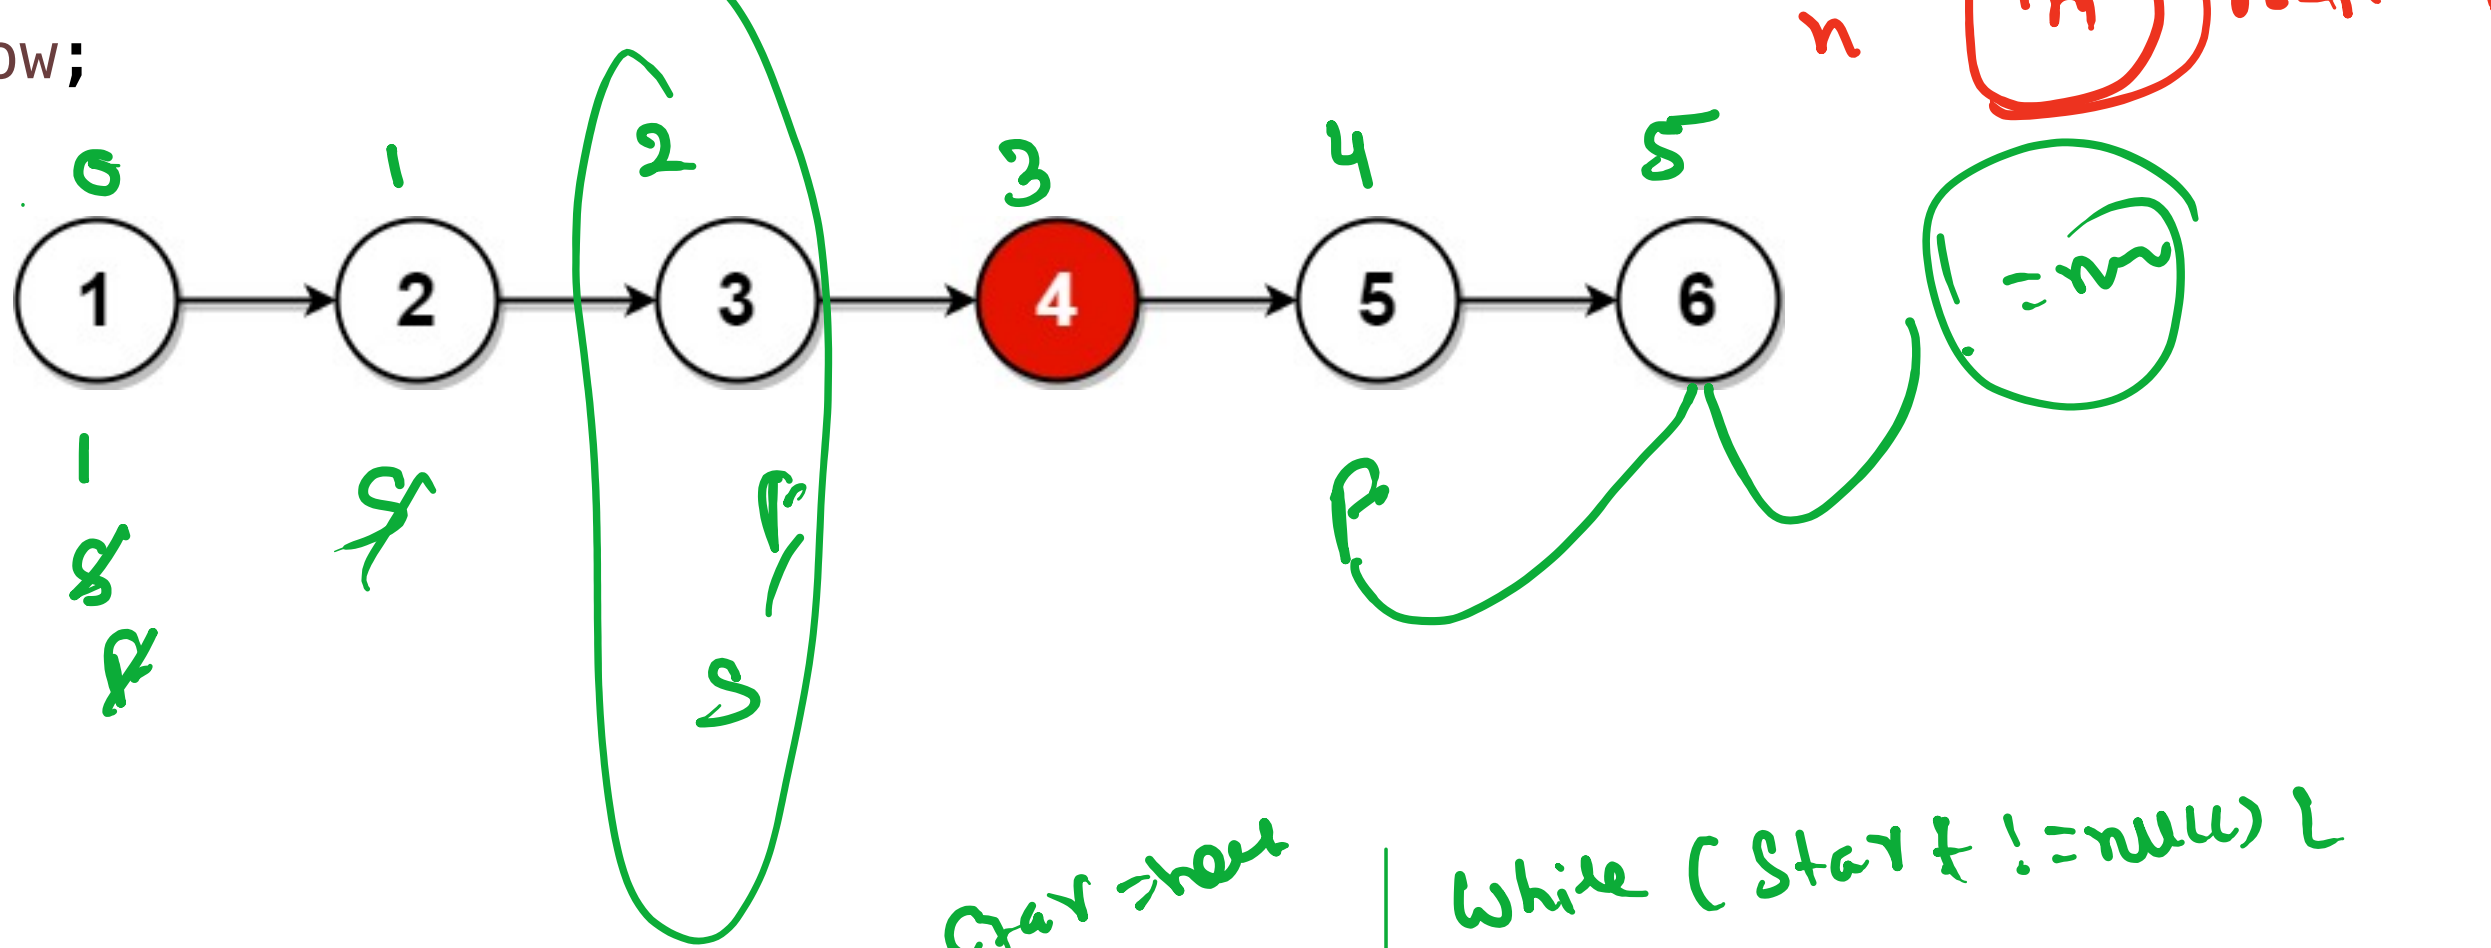 ow;
n
0 1 2 3 4 5
1 2 3 4 5 6
= null
1
S S F P
S
F S
start = head
while (start != null) {